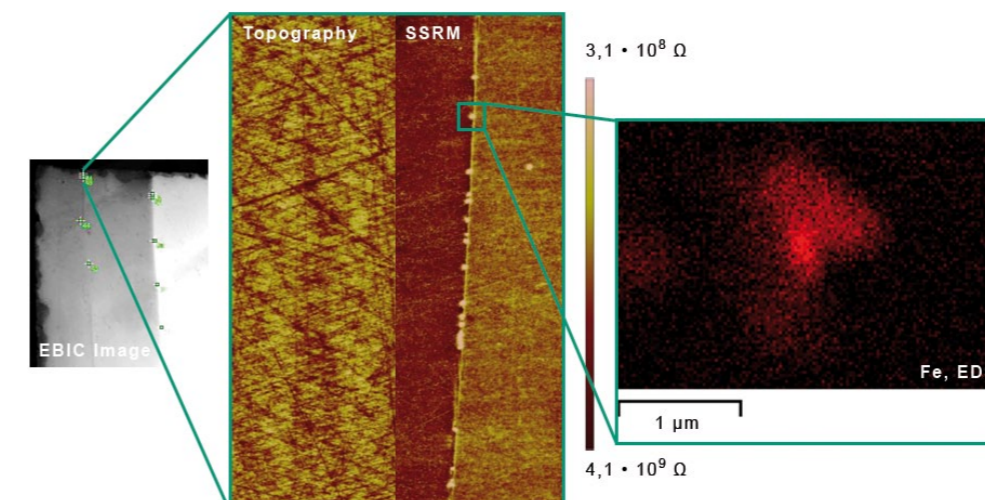 Topography
SSRM
3,1 • 10⁸ Ω
EBIC Image
Fe, ED
1 µm
4,1 • 10⁹ Ω